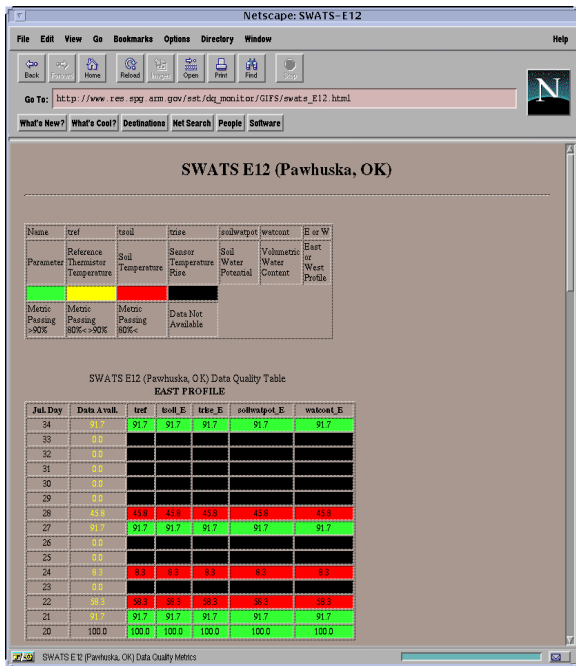 Netscape: SWATS-E12
File Edit View Go Bookmarks Options Directory Window Help
Back Forward Home Reload Images Open Print Find Stop
Go To: http://www.res.spg.arm.gov/sst/dq_monitor/GIFS/swats_E12.html
N
What's New? What's Cool? Destinations Net Search People Software
SWATS E12 (Pawhuska, OK)
Name tref tsoil trise soilwatpot watcont E or W
Parameter Reference Thermistor Temperature Soil Temperature Sensor Temperature Rise Soil Water Potential Volumetric Water Content East or West Profile
Metric Passing >90% Metric Passing 80%<>90% Metric Passing 80%< Data Not Available
SWATS E12 (Pawhuska, OK) Data Quality Table
EAST PROFILE
Jul. Day Data Avail. tref tsoil_E trise_E soilwatpot_E watcont_E
34 91.7 91.7 91.7 91.7 91.7 91.7
33 0.0
32 0.0
31 0.0
30 0.0
29 0.0
28 45.8 45.8 45.8 45.8 45.8 45.8
27 91.7 91.7 91.7 91.7 91.7 91.7
26 0.0
25 0.0
24 8.3 8.3 8.3 8.3 8.3 8.3
23 0.0
22 58.3 58.3 58.3 58.3 58.3 58.3
21 91.7 91.7 91.7 91.7 91.7 91.7
20 100.0 100.0 100.0 100.0 100.0 100.0
SWATS E12 (Pawhuska, OK) Data Quality Metrics